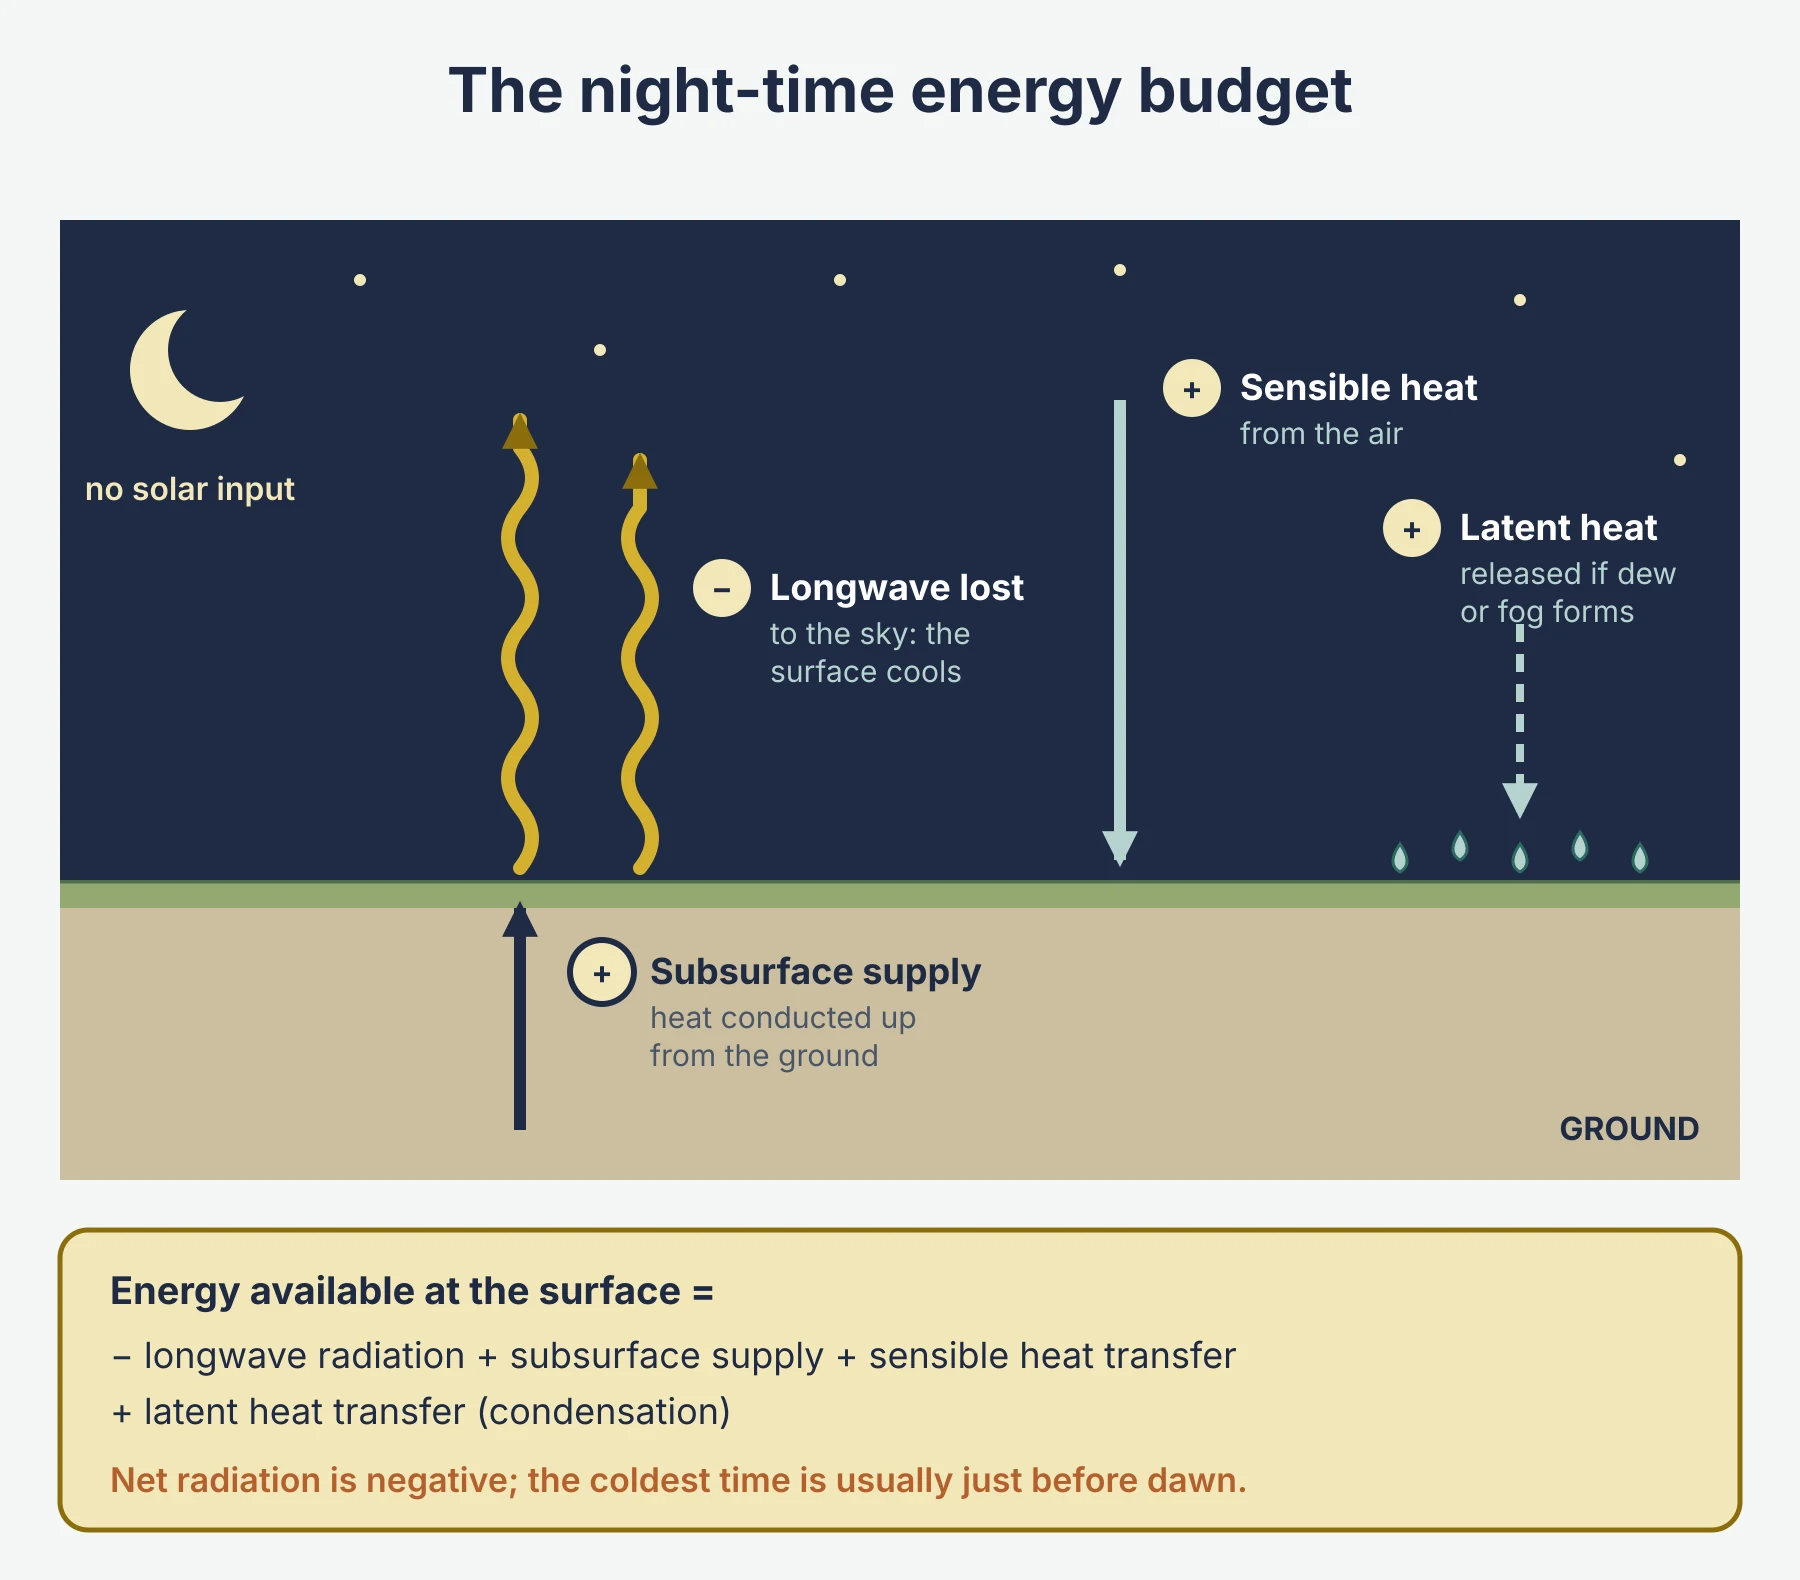 The night-time energy budget
no solar input
+ Sensible heat
from the air
+ Latent heat
released if dew
or fog forms
− Longwave lost
to the sky: the
surface cools
+ Subsurface supply
heat conducted up
from the ground
GROUND
Energy available at the surface =
− longwave radiation + subsurface supply + sensible heat transfer
+ latent heat transfer (condensation)
Net radiation is negative; the coldest time is usually just before dawn.